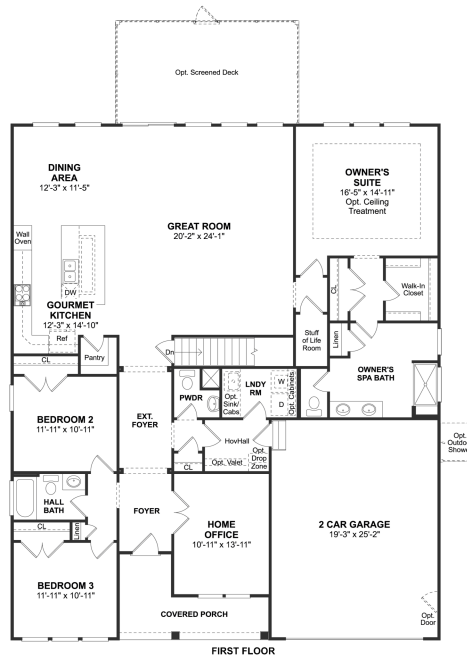 Opt. Screened Deck
DINING
AREA
12'-3" x 11'-5"
OWNER'S
SUITE
16'-5" x 14'-11"
Opt. Ceiling
Treatment
GREAT ROOM
20'-2" x 24'-1"
Wall
Oven
DW
GOURMET
KITCHEN
12'-3" x 14'-10"
Ref
Pantry
CL
Dn
CL
Walk-In
Closet
Stuff
of Life
Room
Linen
OWNER'S
SPA BATH
PWDR
Opt.
Sink/
Cabs
LNDY
RM
W
D
Opt. Cabinets
BEDROOM 2
11'-11" x 10'-11"
EXT.
FOYER
HovHall
Opt. Valet
Opt.
Drop
Zone
CL
Opt.
Outdo
Showe
HALL
BATH
CL
Linen
FOYER
HOME
OFFICE
10'-11" x 13'-11"
2 CAR GARAGE
19'-3" x 25'-2"
BEDROOM 3
11'-11" x 10'-11"
COVERED PORCH
Opt.
Door
FIRST FLOOR